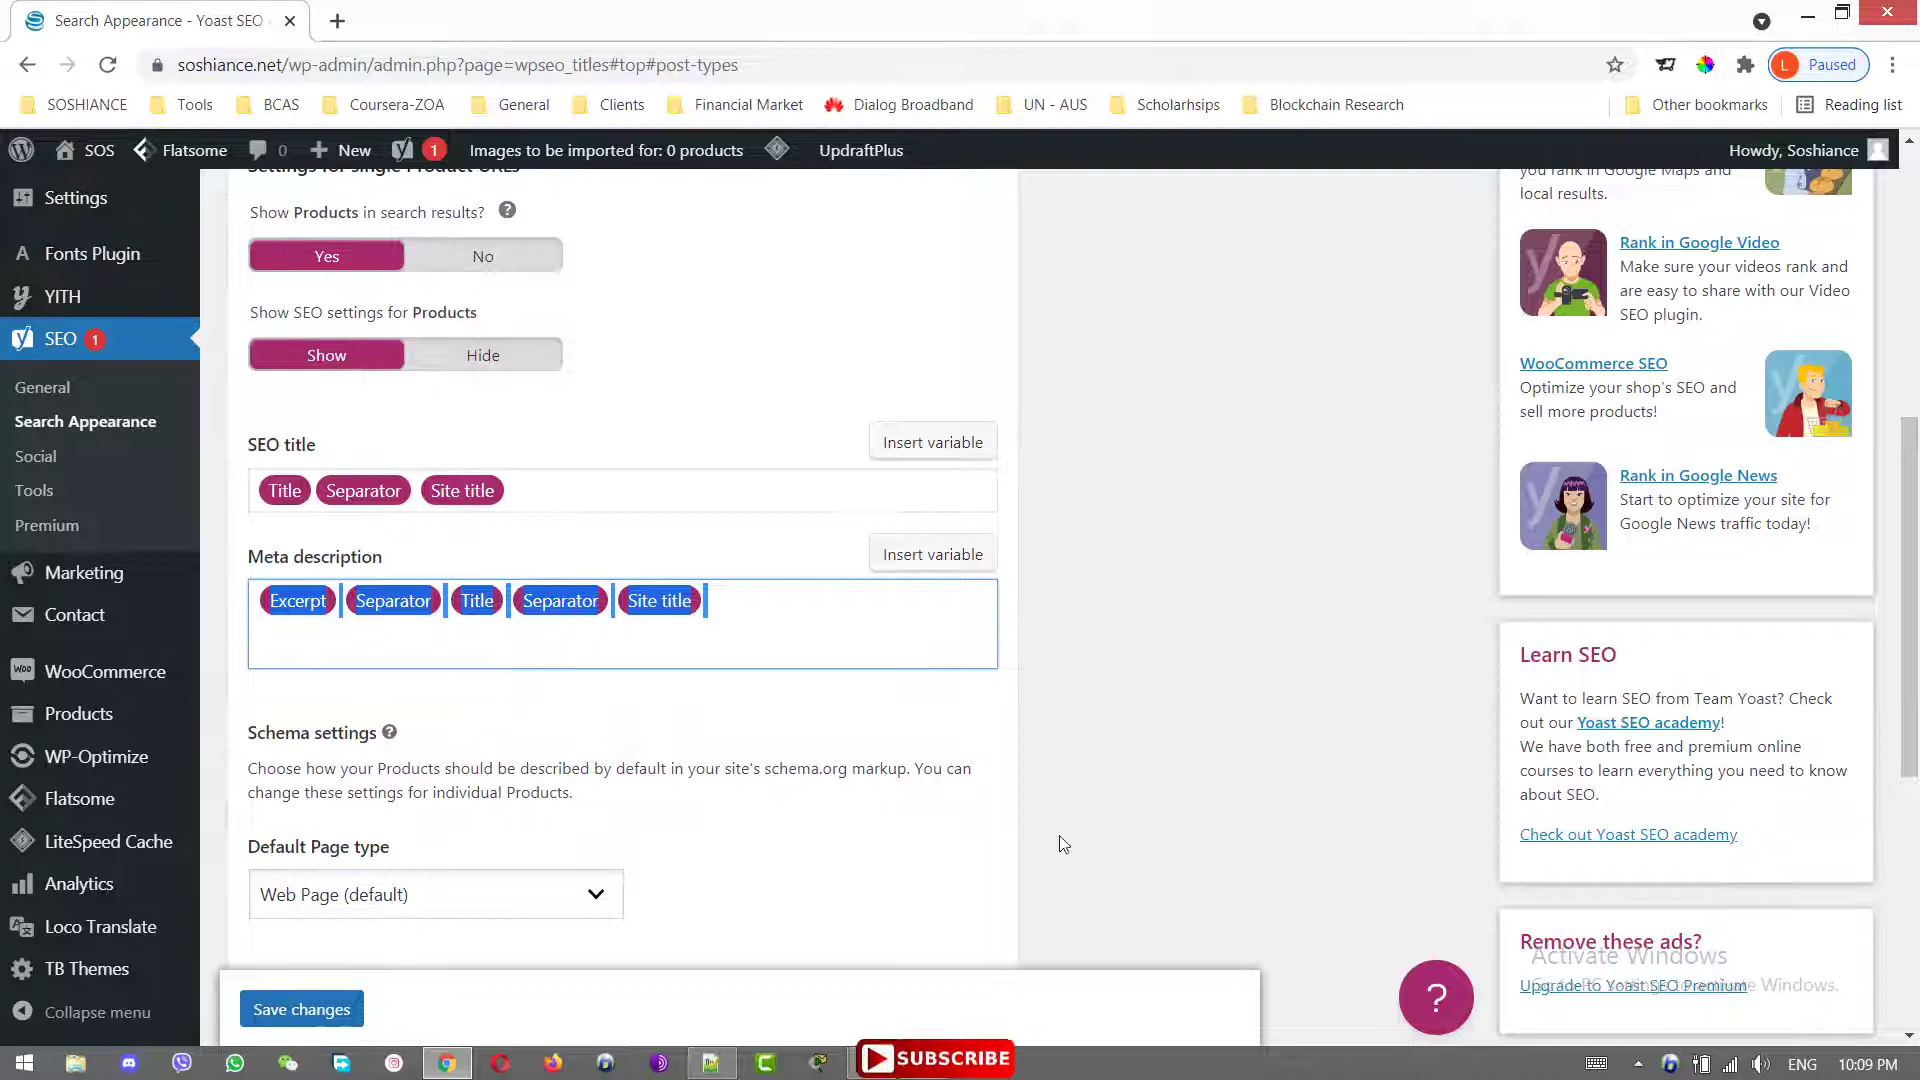 Search Appearance - Yoast SEO
soshiance.net/wp-admin/admin.php?page=wpseo_titles#top#post-types
L Paused
SOSHIANCE Tools BCAS Coursera-ZOA General Clients Financial Market Dialog Broadband UN - AUS Scholarhsips Blockchain Research Other bookmarks Reading list
SOS Flatsome 0 New 1 Images to be imported for: 0 products UpdraftPlus Howdy, Soshiance
Settings
Fonts Plugin
YITH
SEO 1
General
Search Appearance
Social
Tools
Premium
Marketing
Contact
WooCommerce
Products
WP-Optimize
Flatsome
LiteSpeed Cache
Analytics
Loco Translate
TB Themes
Collapse menu
Settings for single Product URLs
Show Products in search results?
Yes No
Show SEO settings for Products
Show Hide
SEO title
Insert variable
Title Separator Site title
Meta description
Insert variable
Excerpt Separator Title Separator Site title
Schema settings
Choose how your Products should be described by default in your site's schema.org markup. You can
change these settings for individual Products.
Default Page type
Web Page (default)
Save changes
you rank in Google Maps and
local results.
Rank in Google Video
Make sure your videos rank and
are easy to share with our Video
SEO plugin.
WooCommerce SEO
Optimize your shop's SEO and
sell more products!
Rank in Google News
Start to optimize your site for
Google News traffic today!
Learn SEO
Want to learn SEO from Team Yoast? Check
out our Yoast SEO academy!
We have both free and premium online
courses to learn everything you need to know
about SEO.
Check out Yoast SEO academy
Remove these ads?
Activate Windows
Upgrade to Yoast SEO Premium
Go to PC settings to activate Windows.
?
SUBSCRIBE
ENG 10:09 PM